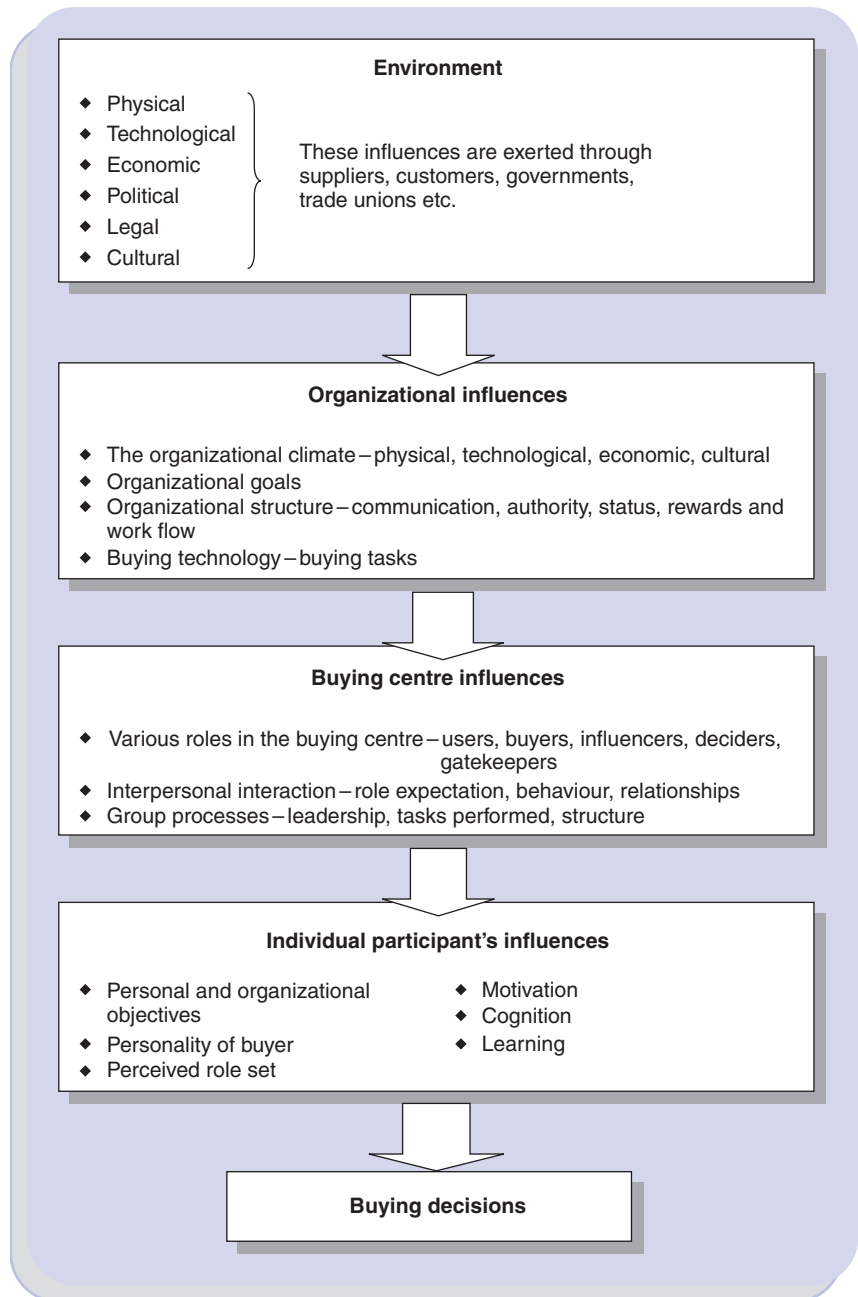 Environment
◆ Physical
◆ Technological
◆ Economic
◆ Political
◆ Legal
◆ Cultural
These influences are exerted through
suppliers, customers, governments,
trade unions etc.
Organizational influences
◆ The organizational climate – physical, technological, economic, cultural
◆ Organizational goals
◆ Organizational structure – communication, authority, status, rewards and
work flow
◆ Buying technology – buying tasks
Buying centre influences
◆ Various roles in the buying centre – users, buyers, influencers, deciders,
gatekeepers
◆ Interpersonal interaction – role expectation, behaviour, relationships
◆ Group processes – leadership, tasks performed, structure
Individual participant's influences
◆ Personal and organizational
objectives
◆ Personality of buyer
◆ Perceived role set
◆ Motivation
◆ Cognition
◆ Learning
Buying decisions